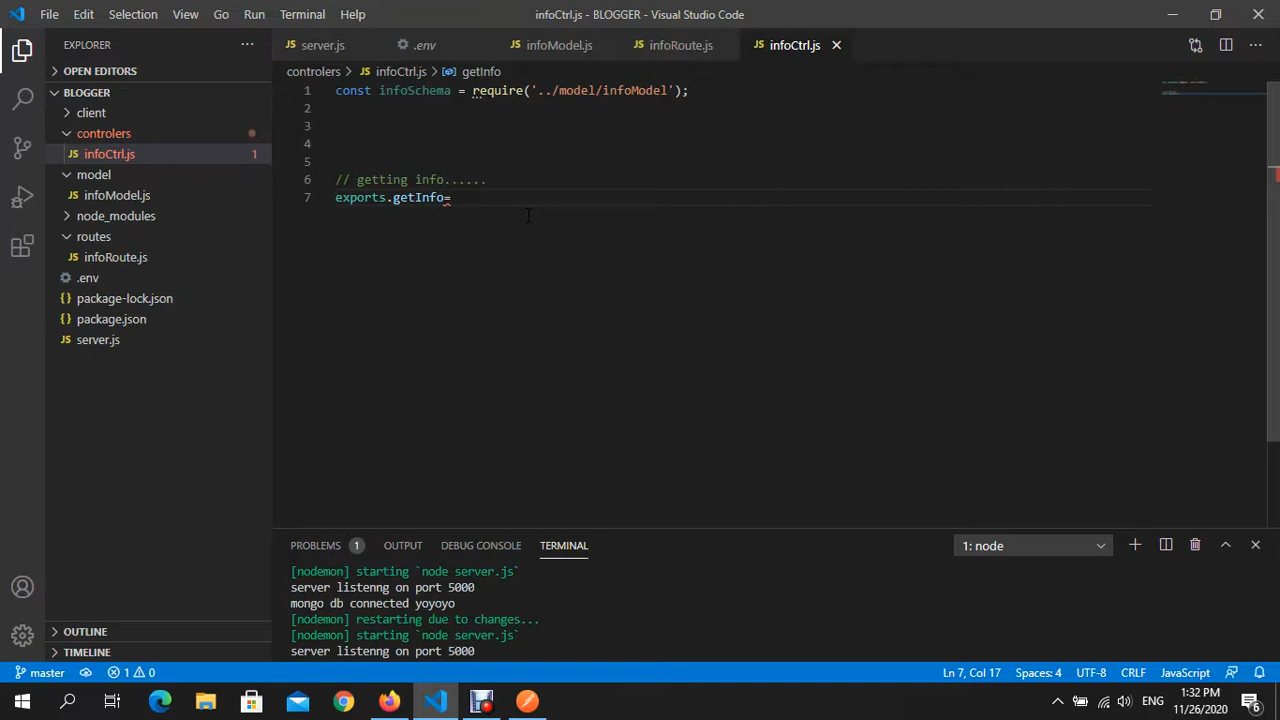 File Edit Selection View Go Run Terminal Help infoCtrl.js - BLOGGER - Visual Studio Code
EXPLORER ...
server.js .env infoModel.js infoRoute.js infoCtrl.js
OPEN EDITORS
controlers > infoCtrl.js > getInfo
BLOGGER
client
controlers
infoCtrl.js 1
model
infoModel.js
node_modules
routes
infoRoute.js
.env
package-lock.json
package.json
server.js
OUTLINE
TIMELINE
1 const infoSchema = require('../model/infoModel');
2
3
4
5
6 // getting info......
7 exports.getInfo=
PROBLEMS 1 OUTPUT DEBUG CONSOLE TERMINAL 1: node
[nodemon] starting `node server.js`
server listenng on port 5000
mongo db connected yoyoyo
[nodemon] restarting due to changes...
[nodemon] starting `node server.js`
server listenng on port 5000
master 1 0 Ln 7, Col 17 Spaces: 4 UTF-8 CRLF JavaScript
ENG 1:32 PM
11/26/2020 6